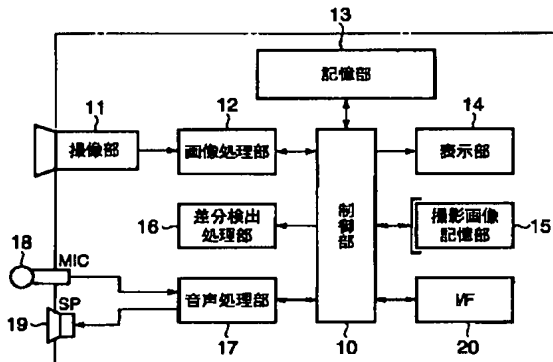 13
記憶部
11
撮像部
12
画像処理部
14
表示部
16
差分検出
処理部
制御部
10
撮影画像
記憶部
15
18
MIC
SP
19
音声処理部
17
I/F
20